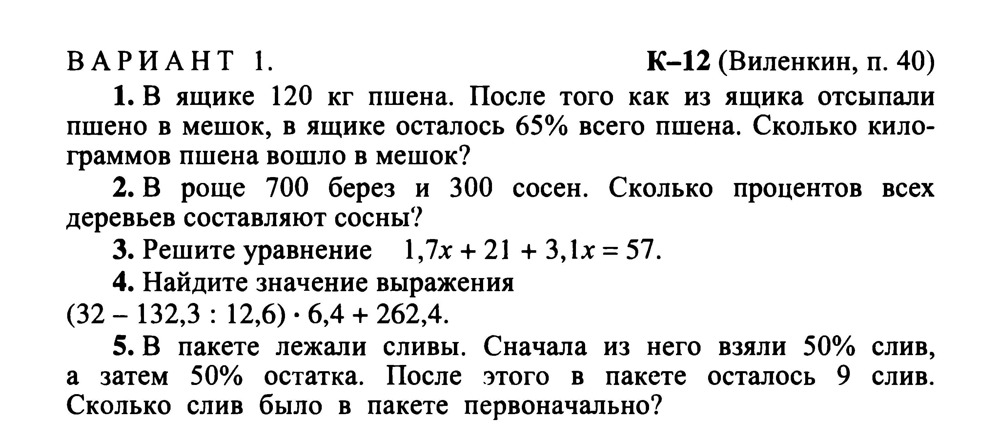 ВАРИАНТ 1. К–12 (Виленкин, п. 40)
1. В ящике 120 кг пшена. После того как из ящика отсыпали
пшено в мешок, в ящике осталось 65% всего пшена. Сколько кило-
граммов пшена вошло в мешок?
2. В роще 700 берез и 300 сосен. Сколько процентов всех
деревьев составляют сосны?
3. Решите уравнение 1,7x + 21 + 3,1x = 57.
4. Найдите значение выражения
(32 – 132,3 : 12,6) · 6,4 + 262,4.
5. В пакете лежали сливы. Сначала из него взяли 50% слив,
а затем 50% остатка. После этого в пакете осталось 9 слив.
Сколько слив было в пакете первоначально?